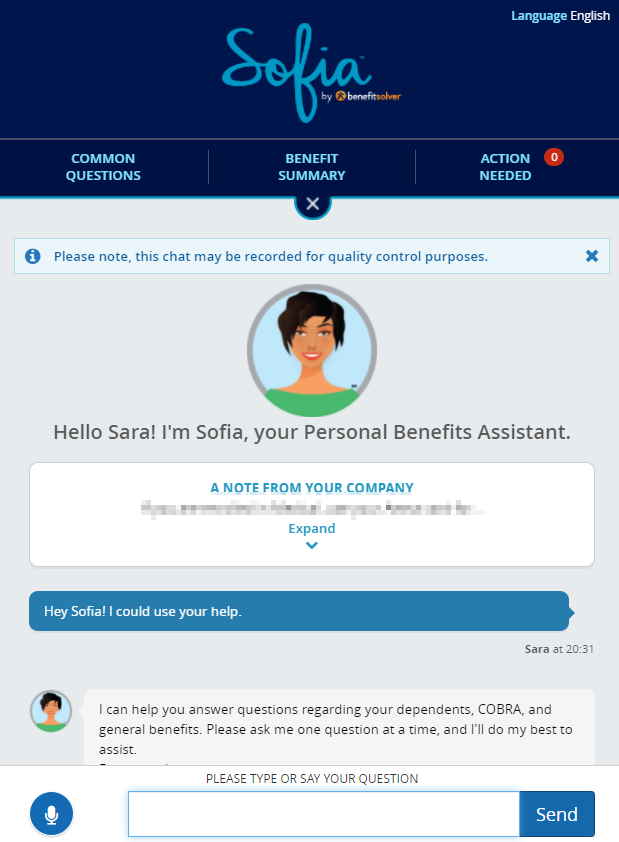 Language English
Sofia
by benefitsolver
COMMON QUESTIONS
BENEFIT SUMMARY
ACTION NEEDED
0
Please note, this chat may be recorded for quality control purposes.
Hello Sara! I'm Sofia, your Personal Benefits Assistant.
A NOTE FROM YOUR COMPANY
Expand
Hey Sofia! I could use your help.
Sara at 20:31
I can help you answer questions regarding your dependents, COBRA, and
general benefits. Please ask me one question at a time, and I'll do my best to
assist.
PLEASE TYPE OR SAY YOUR QUESTION
Send